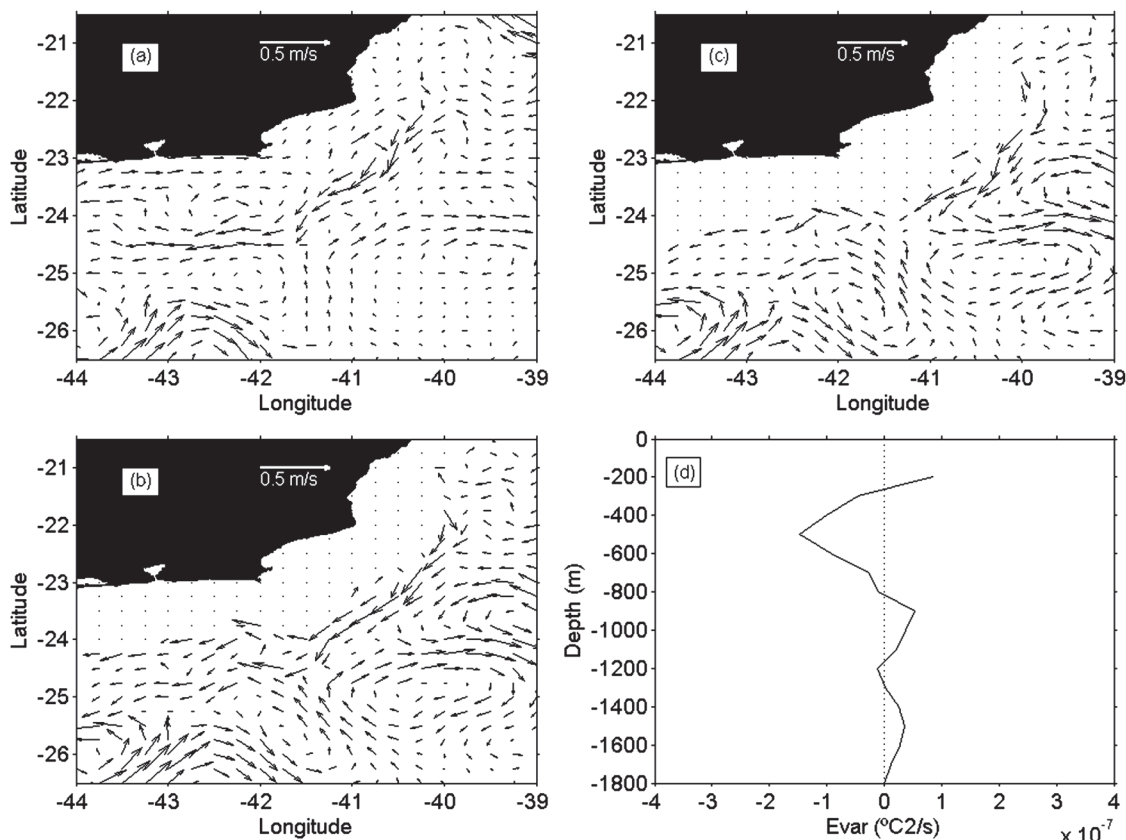 (a)
0.5 m/s
-21
-22
-23
-24
-25
-26
Latitude
-44 -43 -42 -41 -40 -39
Longitude
(c)
0.5 m/s
-21
-22
-23
-24
-25
-26
Latitude
-44 -43 -42 -41 -40 -39
Longitude
(b)
0.5 m/s
-21
-22
-23
-24
-25
-26
Latitude
-44 -43 -42 -41 -40 -39
Longitude
(d)
0
-200
-400
-600
-800
-1000
-1200
-1400
-1600
-1800
Depth (m)
-4 -3 -2 -1 0 1 2 3 4
Evar (ºC2/s)
x 10-7